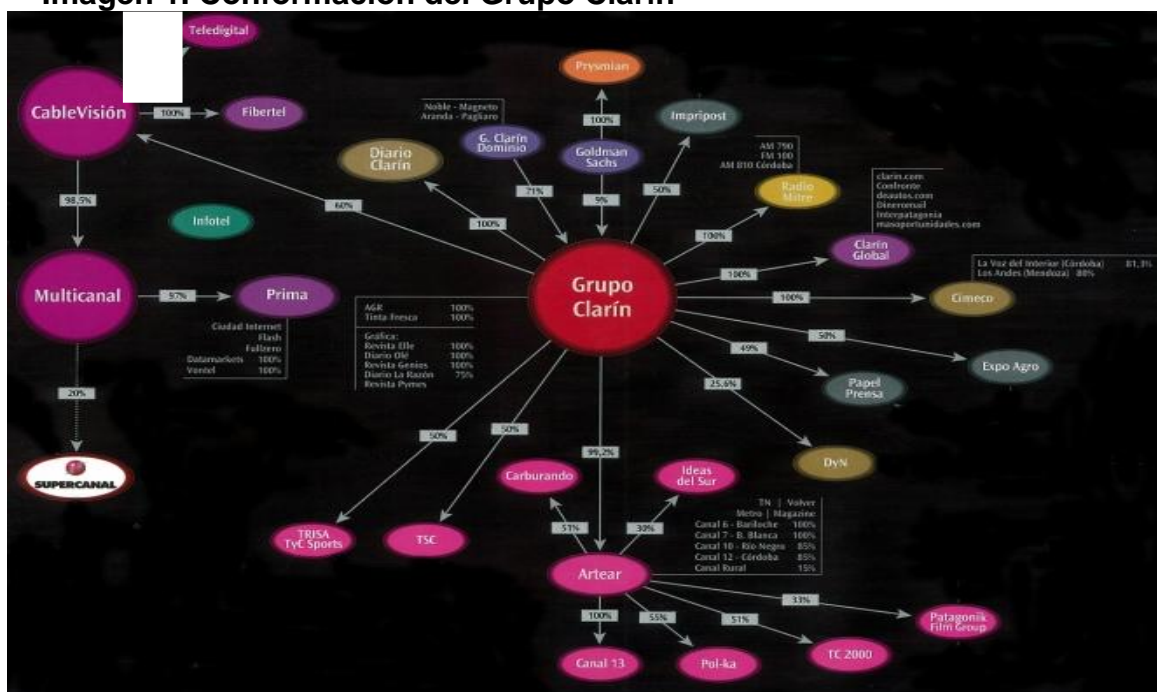 Imagen 1. Conformación del Grupo Clarín
Teledigital
CableVisión
100%
Fibertel
98,5%
Infotel
Multicanal
97%
Prima
Ciudad Internet
Flash
Fullzero
Datamarkets 100%
Vontel 100%
20%
SUPERCANAL
Prysmian
100%
Noble - Magneto
Aranda - Pagliaro
G. Clarín
Dominio
71%
Goldman
Sachs
9%
Impripost
50%
Diario
Clarín
100%
60%
AM 790
FM 100
AM 810 Córdoba
Radio
Mitre
100%
clarin.com
Confronte
deautos.com
Dineromail
Interpatagonia
masoportunidades.com
Clarín
Global
100%
Grupo
Clarín
La Voz del Interior (Córdoba) 81,3%
Los Andes (Mendoza) 80%
100%
Cimeco
50%
Expo Agro
49%
Papel
Prensa
25.6%
DyN
AGR 100%
Tinta Fresca 100%
Gráfica:
Revista Elle 100%
Diario Olé 100%
Revista Genios 100%
Diario La Razón 75%
Revista Pymes
50%
TRISA
TyC Sports
50%
TSC
99,2%
Carburando
51%
Ideas
del Sur
30%
TN | Volver
Metro | Magazine
Canal 6 - Bariloche 100%
Canal 7 - B. Blanca 100%
Canal 10 - Río Negro 85%
Canal 12 - Córdoba 85%
Canal Rural 15%
Artear
100%
Canal 13
55%
Pol-ka
51%
TC 2000
33%
Patagonik
Film Group